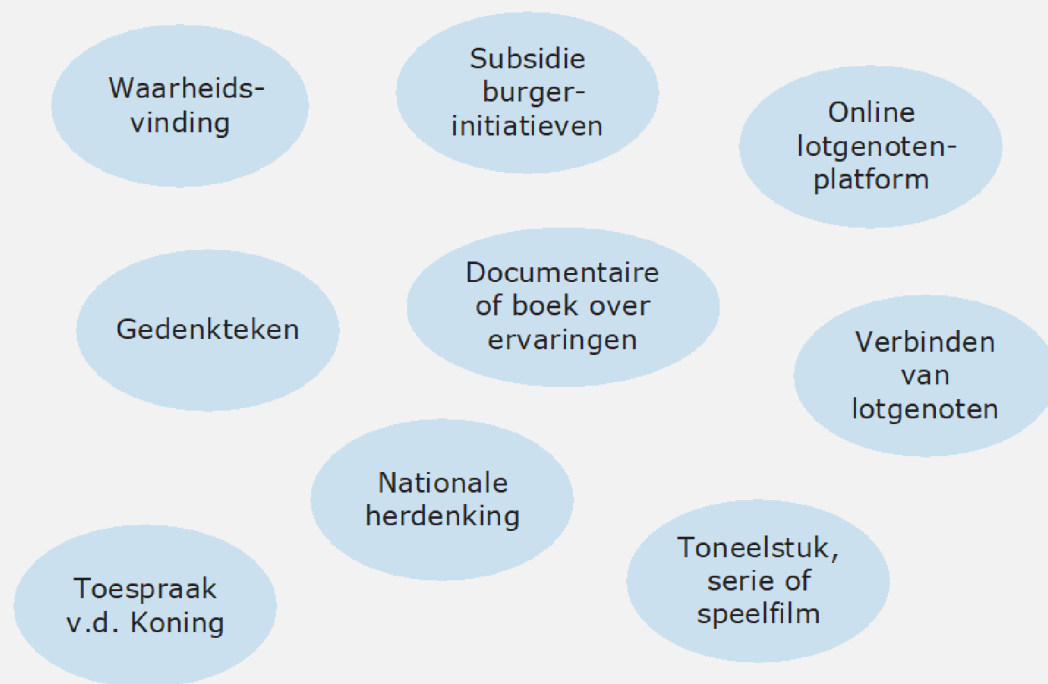 Waarheids-
vinding
Subsidie
burger-
initiatieven
Online
lotgenoten-
platform
Gedenkteken
Documentaire
of boek over
ervaringen
Verbinden
van
lotgenoten
Nationale
herdenking
Toespraak
v.d. Koning
Toneelstuk,
serie of
speelfilm